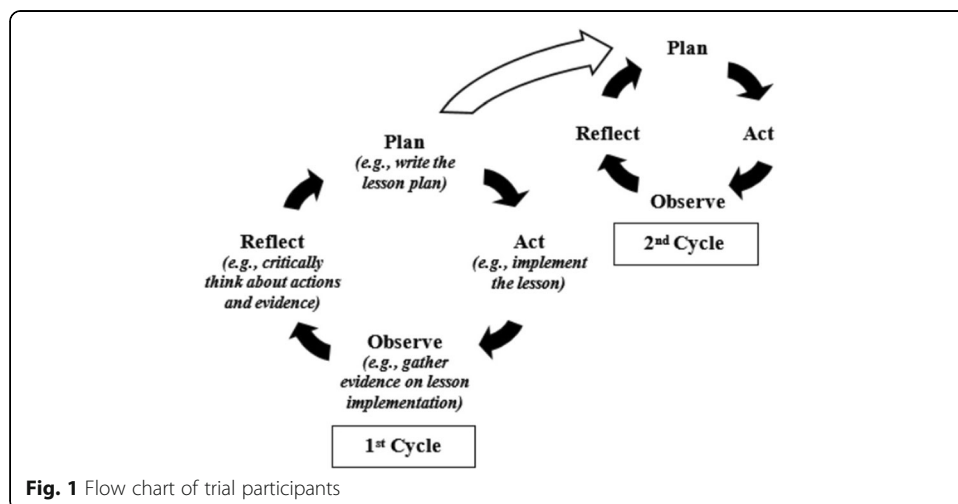 Plan
Reflect
Act
Observe
2nd Cycle
Plan
(e.g., write the
lesson plan)
Reflect
(e.g., critically
think about actions
and evidence)
Act
(e.g., implement
the lesson)
Observe
(e.g., gather
evidence on lesson
implementation)
1st Cycle
Fig. 1 Flow chart of trial participants